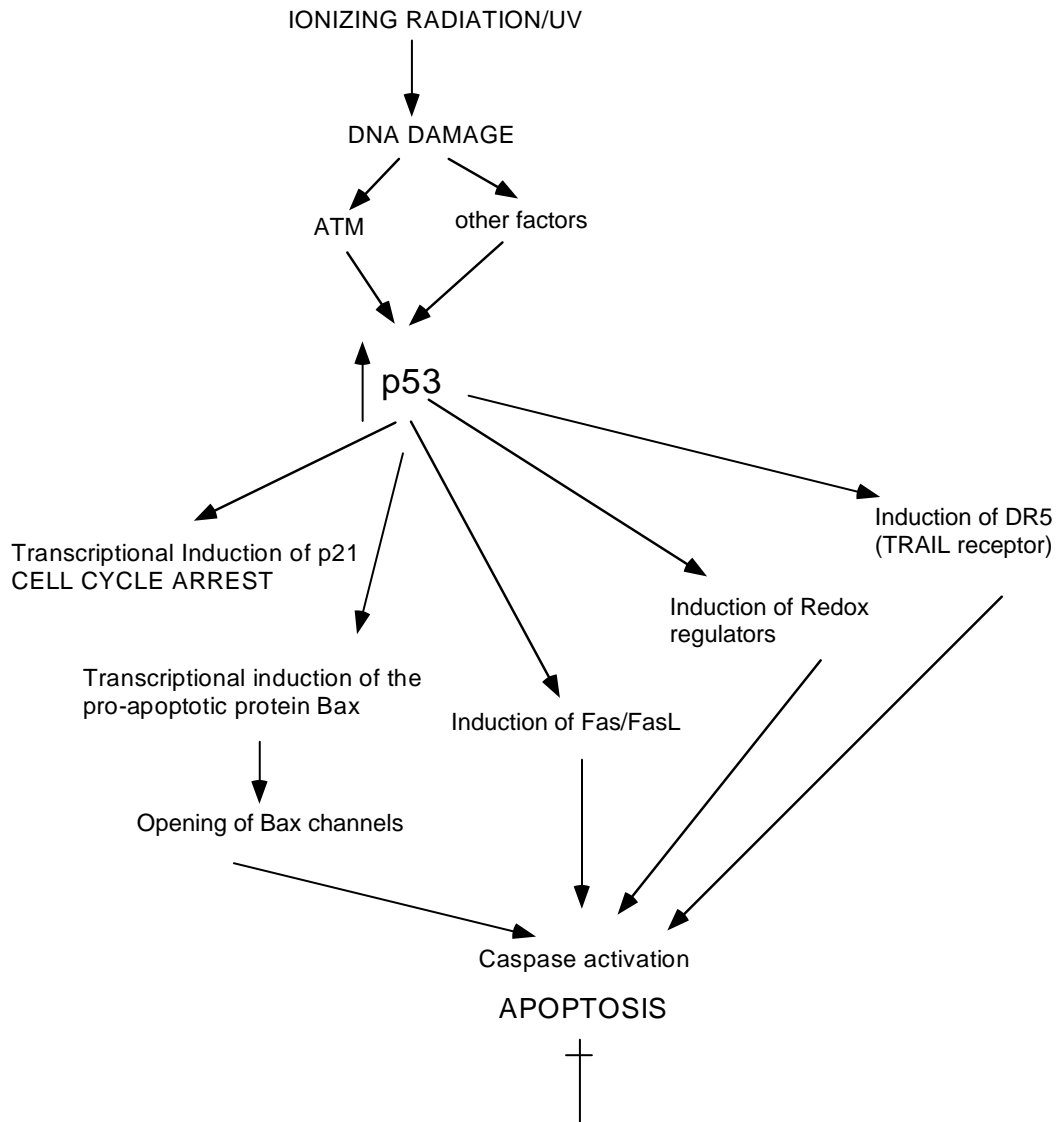 IONIZING RADIATION/UV
DNA DAMAGE
ATM
other factors
p53
Transcriptional Induction of p21
CELL CYCLE ARREST
Induction of DR5
(TRAIL receptor)
Induction of Redox
regulators
Transcriptional induction of the
pro-apoptotic protein Bax
Induction of Fas/FasL
Opening of Bax channels
Caspase activation
APOPTOSIS